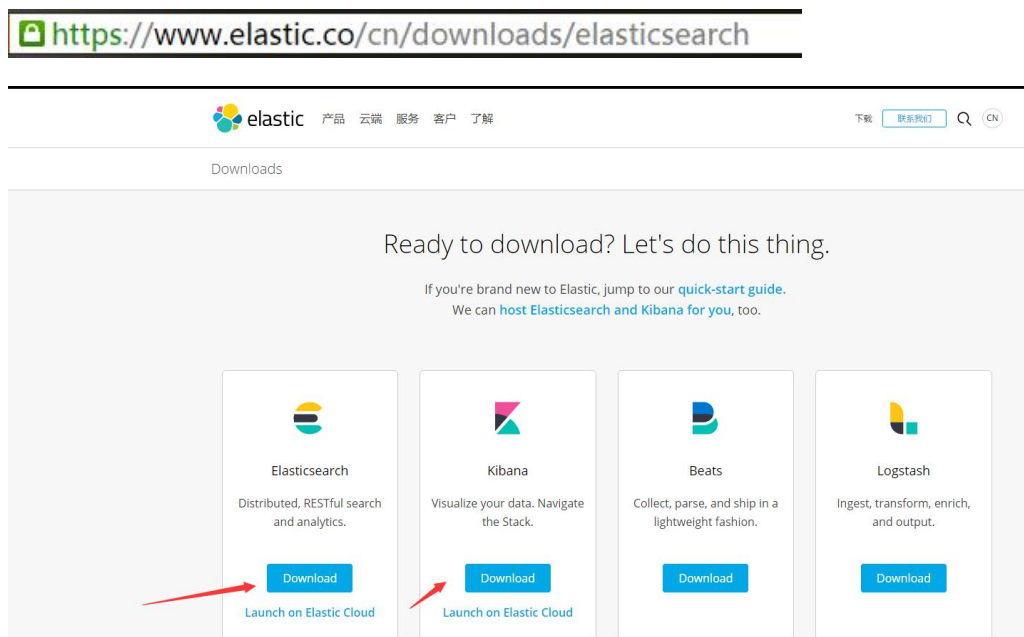 https://www.elastic.co/cn/downloads/elasticsearch
elastic 产品 云端 服务 客户 了解 下载 联系我们 CN
Downloads
Ready to download? Let's do this thing.
If you're brand new to Elastic, jump to our quick-start guide.
We can host Elasticsearch and Kibana for you, too.
Elasticsearch
Distributed, RESTful search
and analytics.
Download
Launch on Elastic Cloud
Kibana
Visualize your data. Navigate
the Stack.
Download
Launch on Elastic Cloud
Beats
Collect, parse, and ship in a
lightweight fashion.
Download
Logstash
Ingest, transform, enrich,
and output.
Download